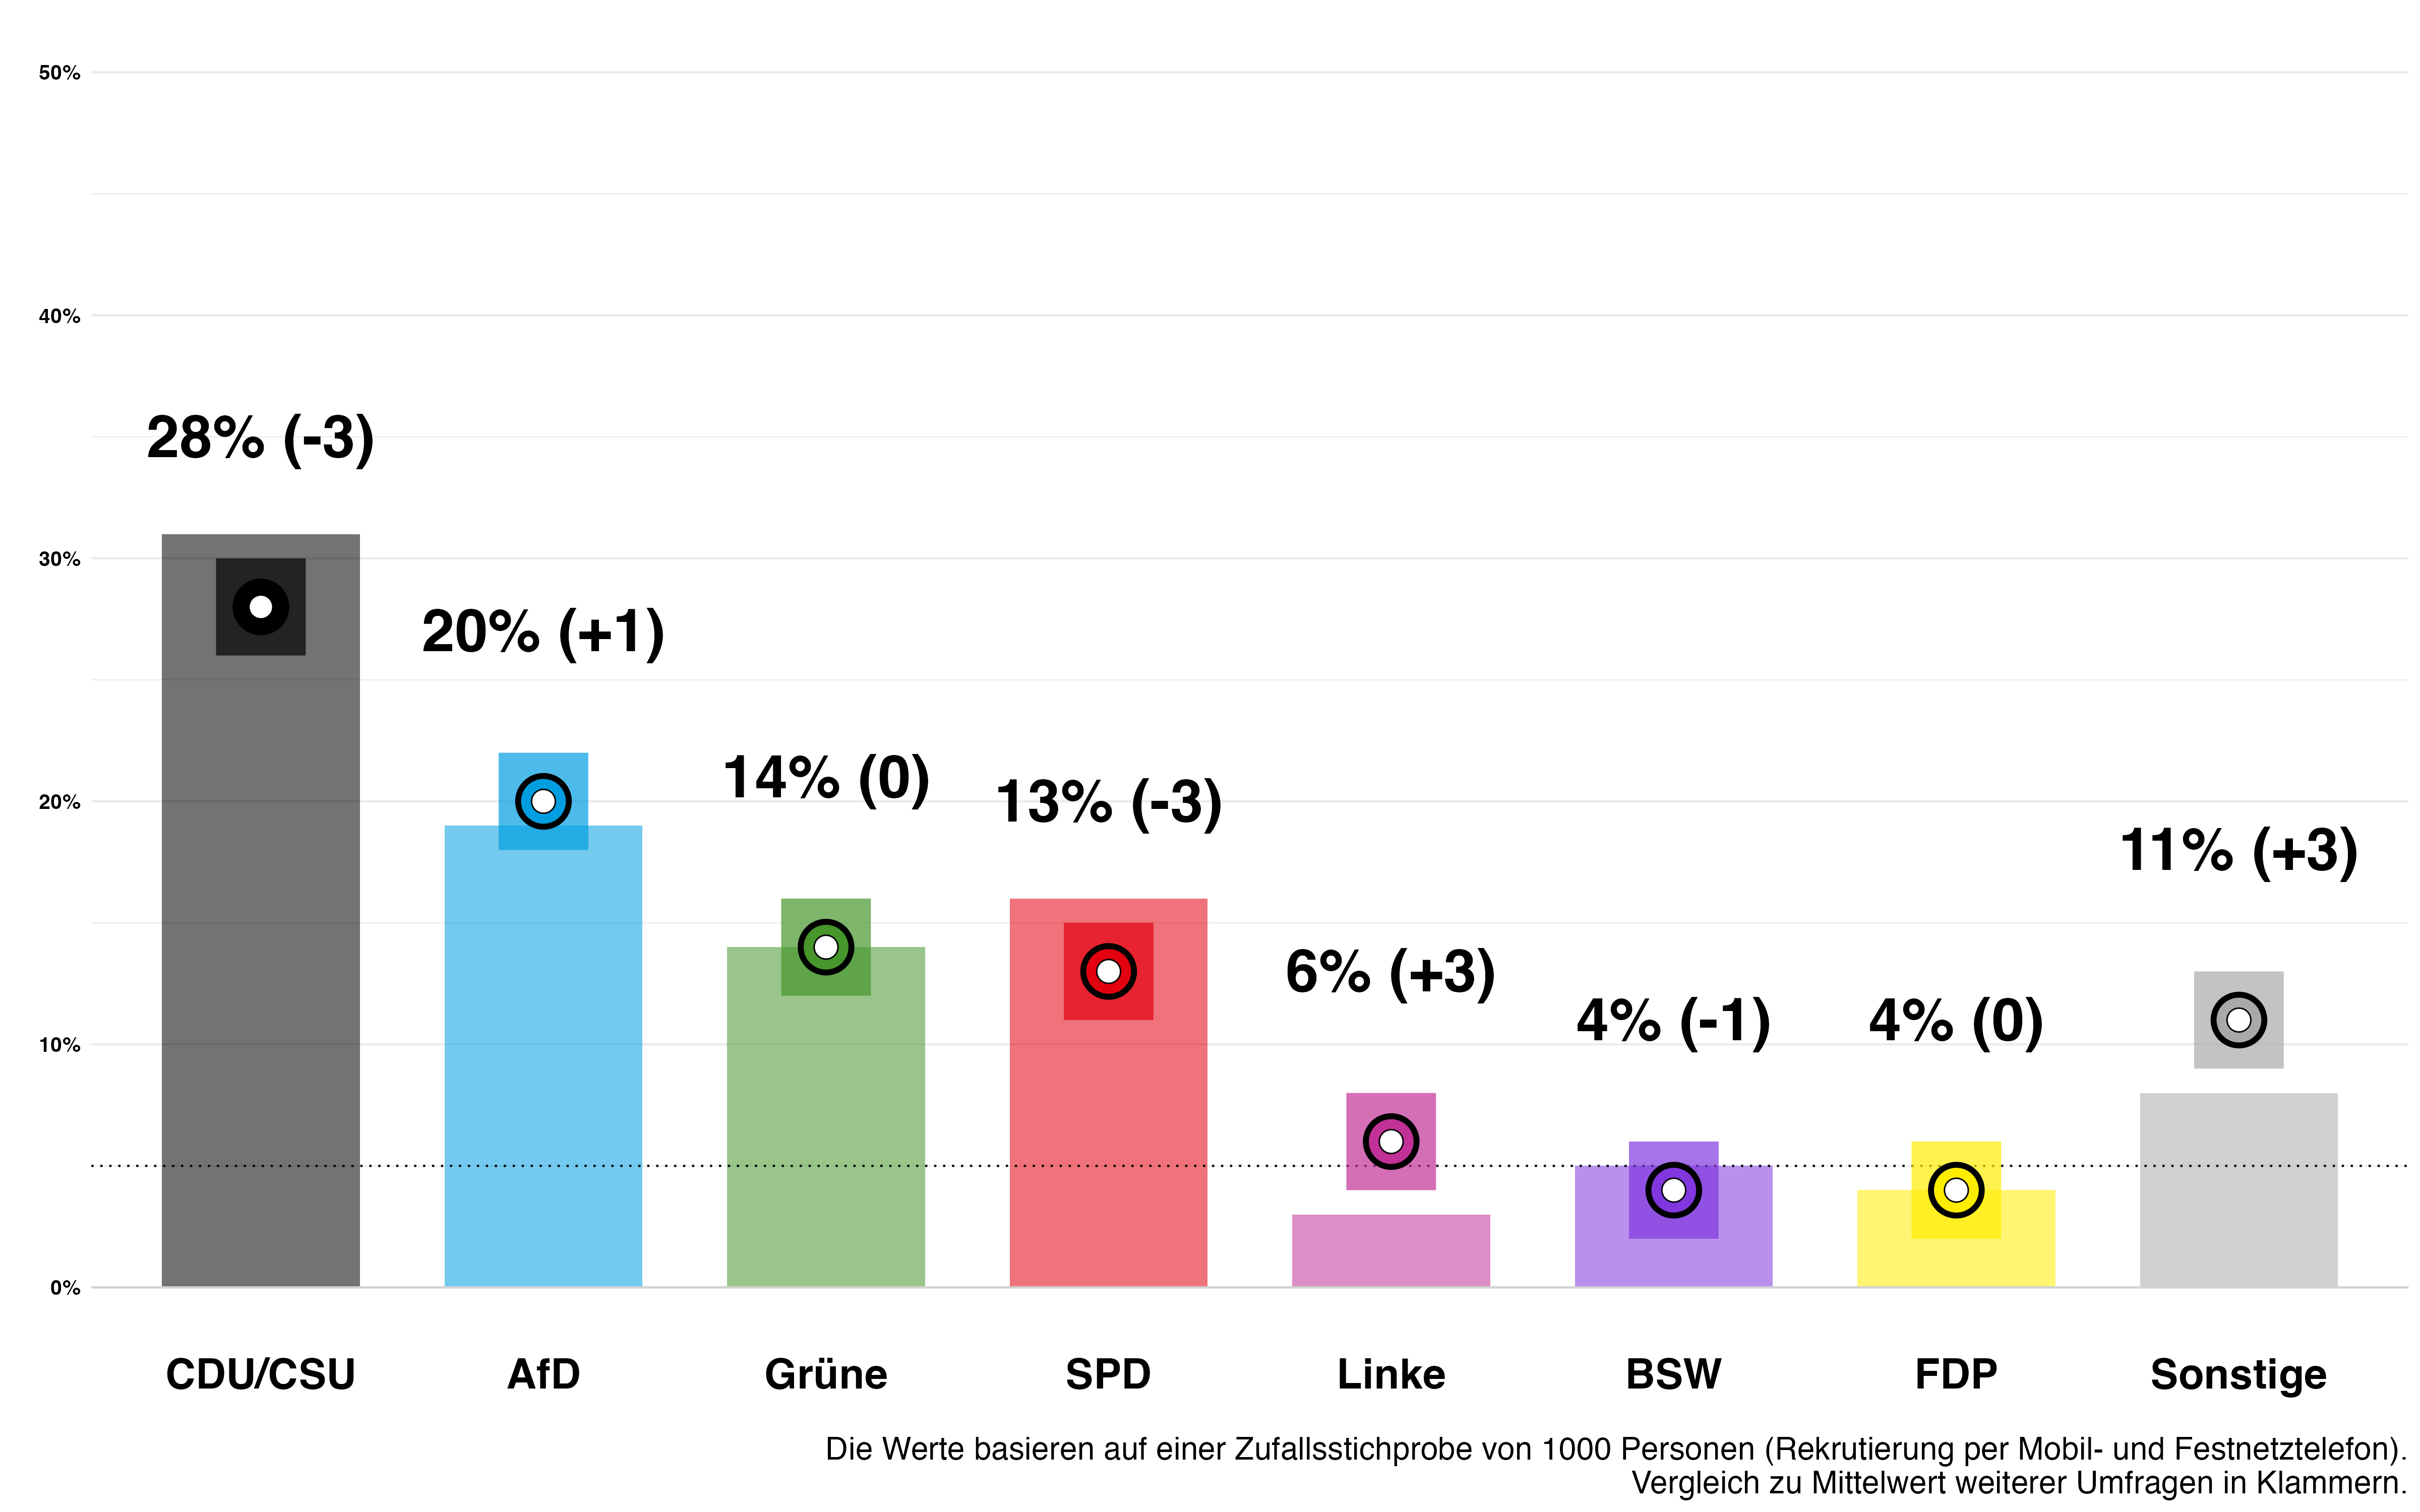 50%
40%
30%
20%
10%
0%
28% (-3)
20% (+1)
14% (0)
13% (-3)
6% (+3)
4% (-1)
4% (0)
11% (+3)
CDU/CSU
AfD
Grüne
SPD
Linke
BSW
FDP
Sonstige
Die Werte basieren auf einer Zufallsstichprobe von 1000 Personen (Rekrutierung per Mobil- und Festnetztelefon).
Vergleich zu Mittelwert weiterer Umfragen in Klammern.